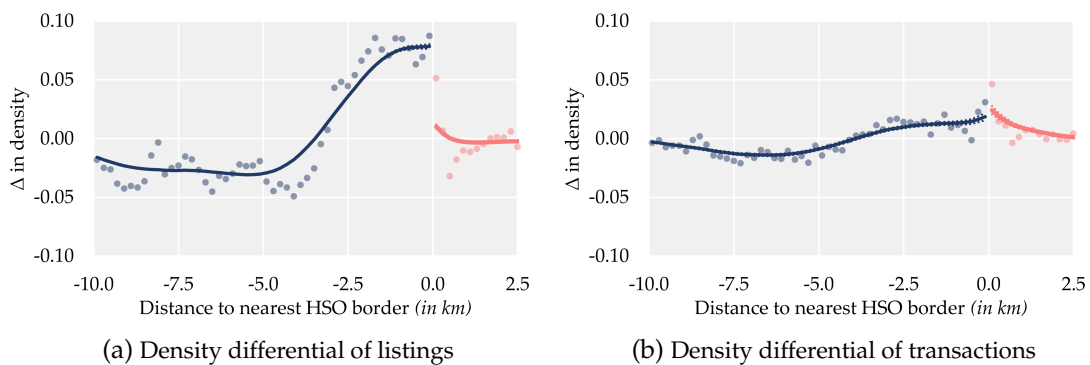 0.10
0.05
0.00
-0.05
-0.10
Δ in density
-10.0 -7.5 -5.0 -2.5 0.0 2.5
Distance to nearest HSO border (in km)
(a) Density differential of listings
0.10
0.05
0.00
-0.05
-0.10
Δ in density
-10.0 -7.5 -5.0 -2.5 0.0 2.5
Distance to nearest HSO border (in km)
(b) Density differential of transactions